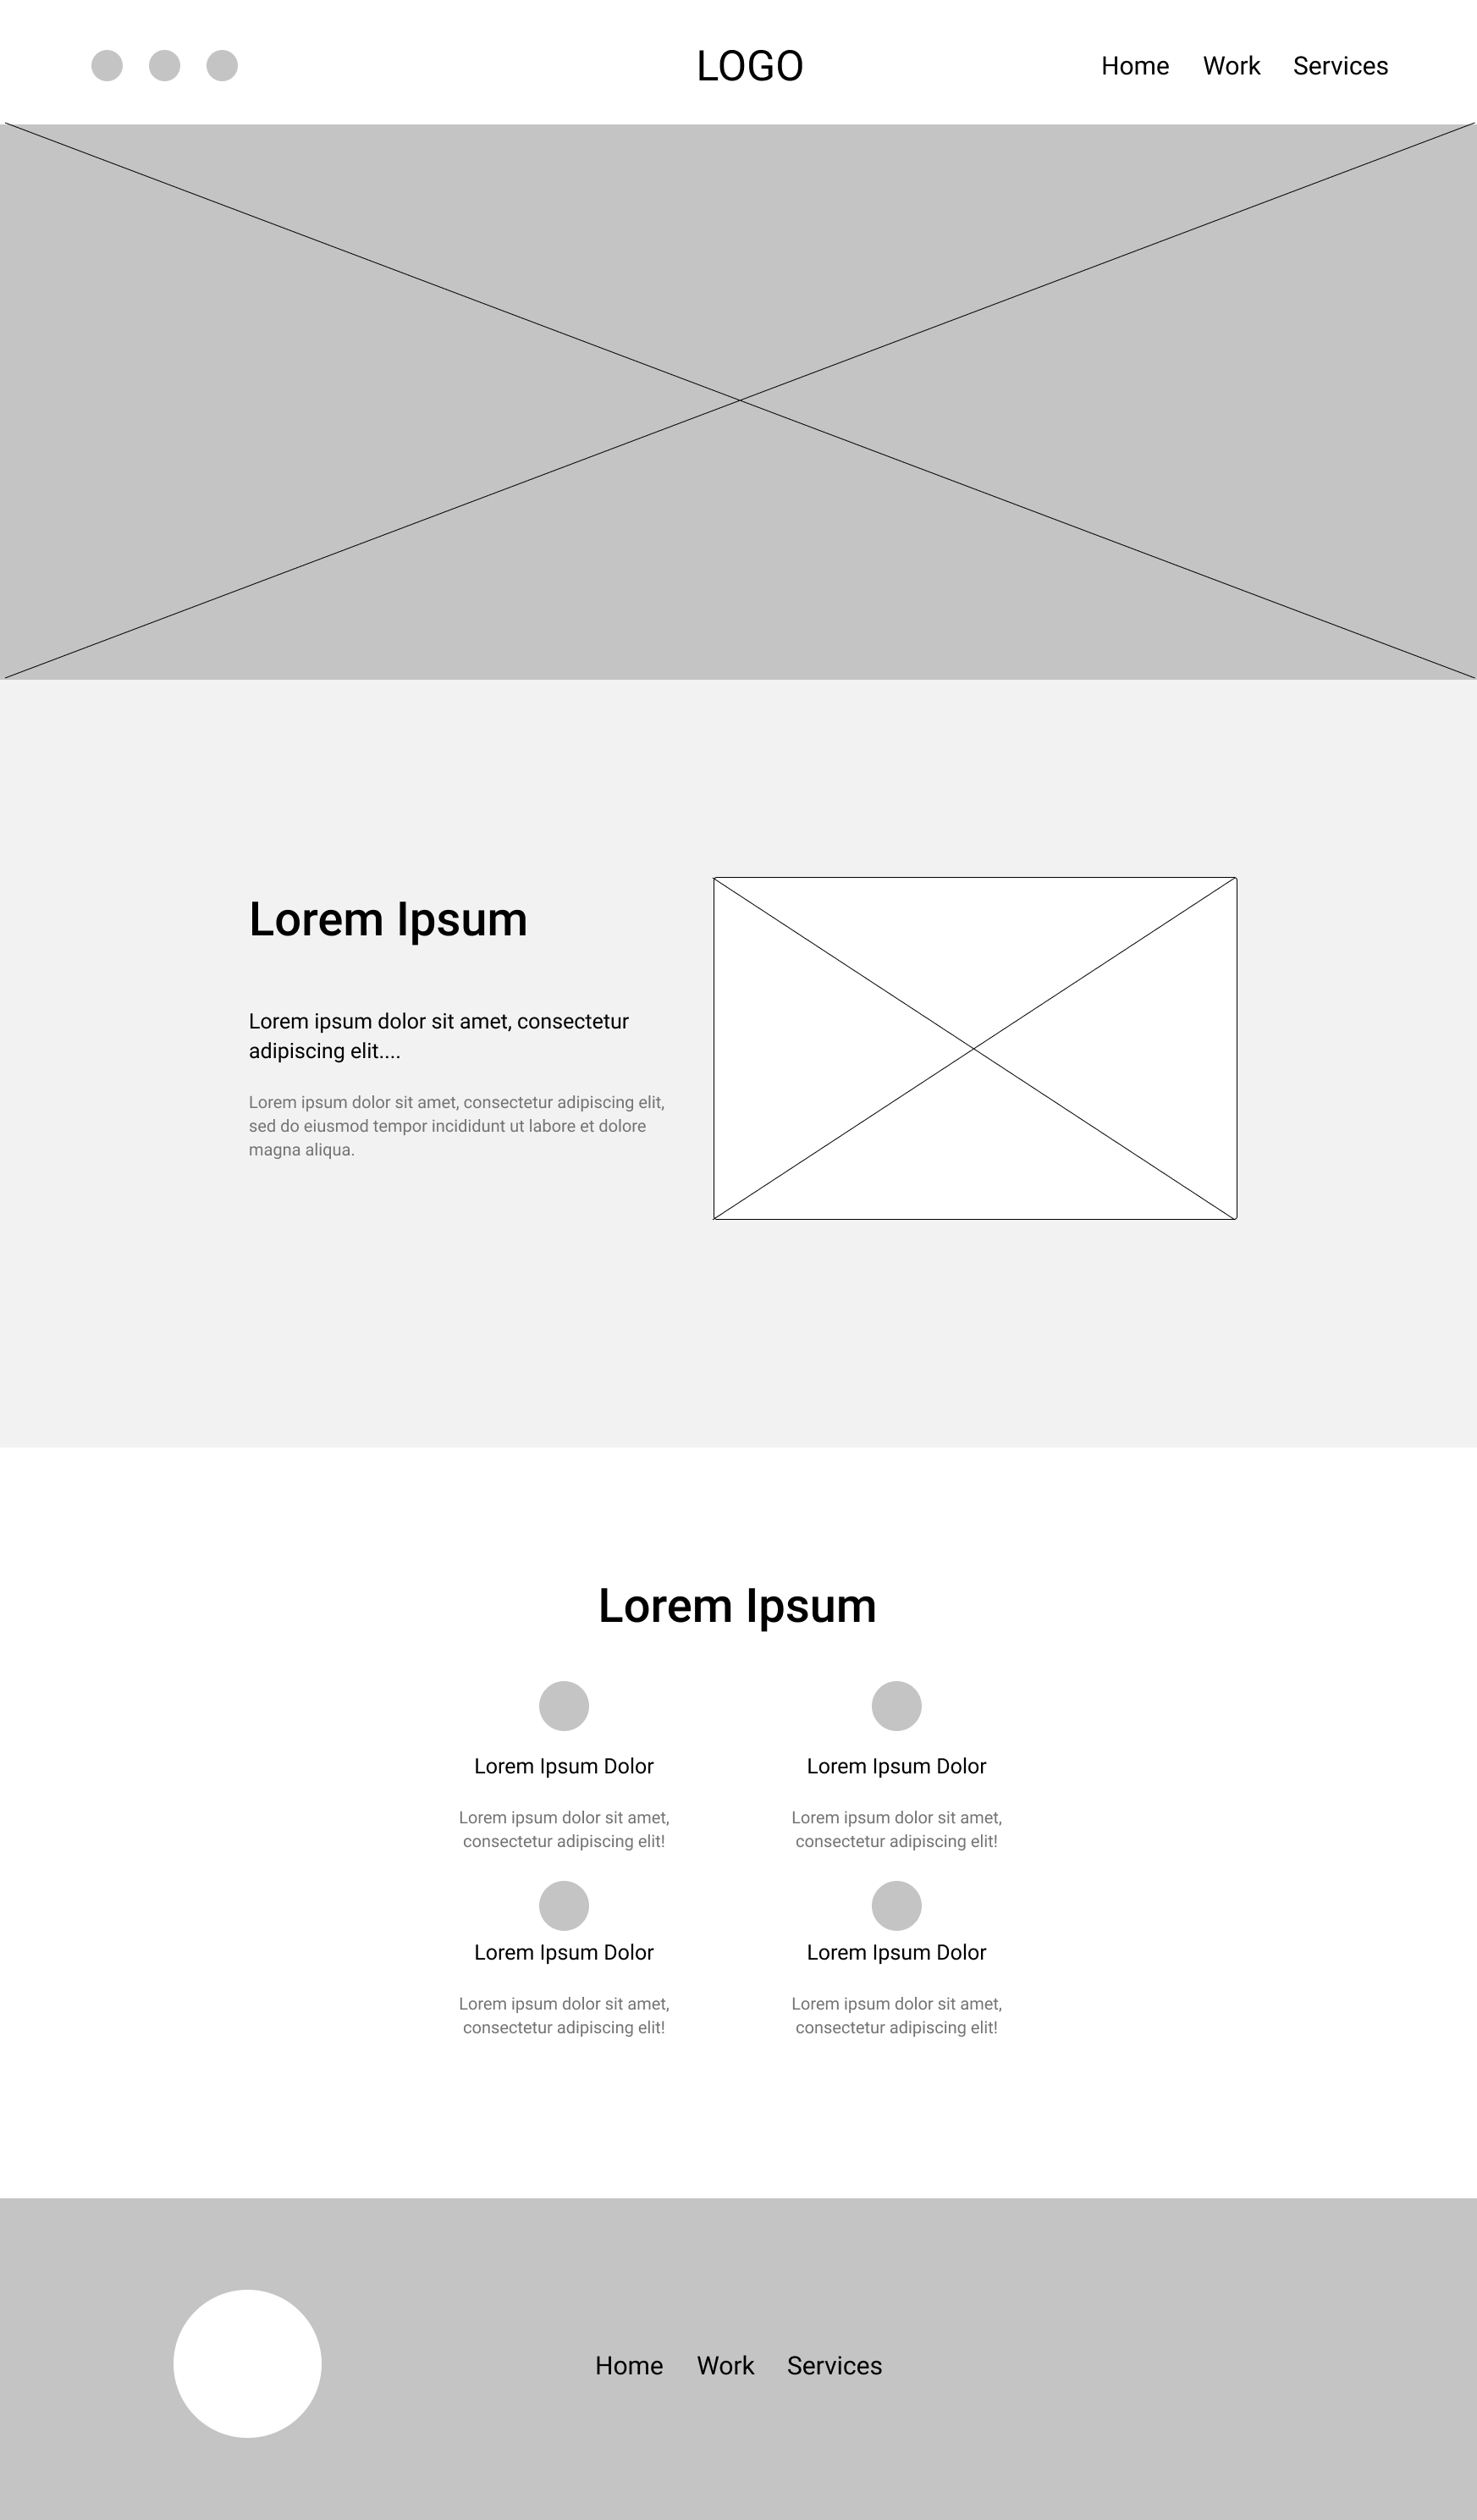 LOGO
Home Work Services
Lorem Ipsum
Lorem ipsum dolor sit amet, consectetur
adipiscing elit....
Lorem ipsum dolor sit amet, consectetur adipiscing elit,
sed do eiusmod tempor incididunt ut labore et dolore
magna aliqua.
Lorem Ipsum
Lorem Ipsum Dolor
Lorem ipsum dolor sit amet,
consectetur adipiscing elit!
Lorem Ipsum Dolor
Lorem ipsum dolor sit amet,
consectetur adipiscing elit!
Lorem Ipsum Dolor
Lorem ipsum dolor sit amet,
consectetur adipiscing elit!
Lorem Ipsum Dolor
Lorem ipsum dolor sit amet,
consectetur adipiscing elit!
Home Work Services